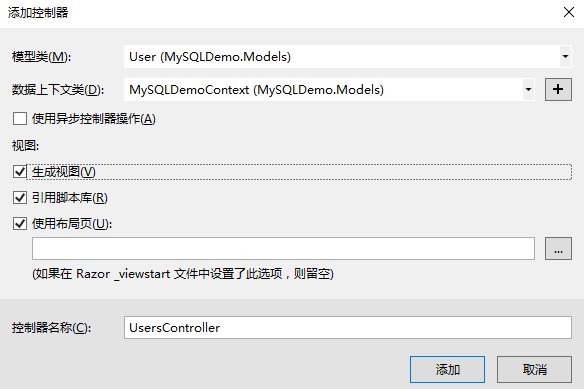 添加控制器
模型类(M): User (MySQLDemo.Models)
数据上下文类(D): MySQLDemoContext (MySQLDemo.Models) +
使用异步控制器操作(A)
视图:
生成视图(V)
引用脚本库(R)
使用布局页(U):
...
(如果在 Razor _viewstart 文件中设置了此选项，则留空)
控制器名称(C): UsersController
添加 取消